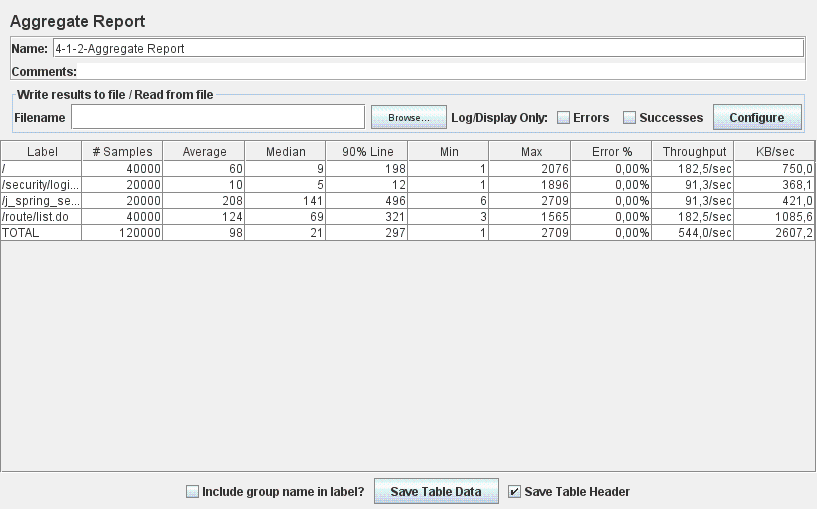 Aggregate Report
Name: 4-1-2-Aggregate Report
Comments:
Write results to file / Read from file
Filename Browse... Log/Display Only: Errors Successes Configure
Label # Samples Average Median 90% Line Min Max Error % Throughput KB/sec
/ 40000 60 9 198 1 2076 0,00% 182,5/sec 750,0
/security/logi... 20000 10 5 12 1 1896 0,00% 91,3/sec 368,1
/j_spring_se... 20000 208 141 496 6 2709 0,00% 91,3/sec 421,0
/route/list.do 40000 124 69 321 3 1565 0,00% 182,5/sec 1085,6
TOTAL 120000 98 21 297 1 2709 0,00% 544,0/sec 2607,2
Include group name in label? Save Table Data Save Table Header